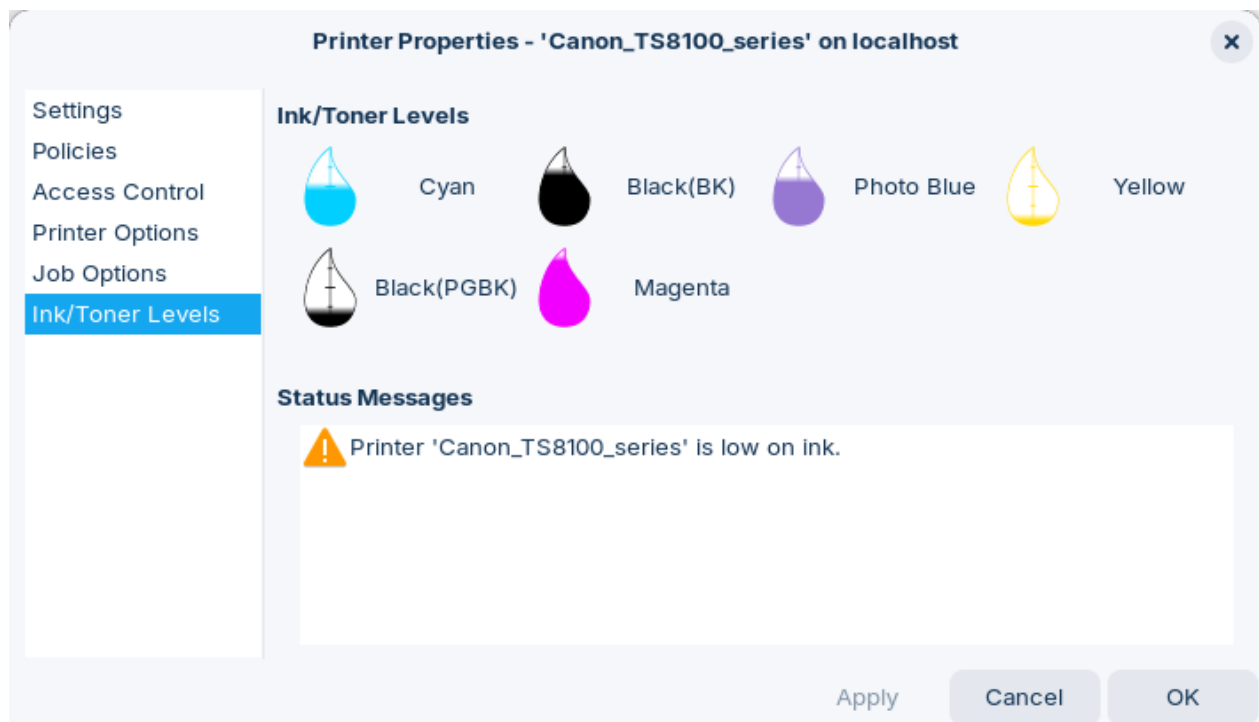 Printer Properties - 'Canon_TS8100_series' on localhost
Settings
Policies
Access Control
Printer Options
Job Options
Ink/Toner Levels
Ink/Toner Levels
Cyan
Black(BK)
Photo Blue
Yellow
Black(PGBK)
Magenta
Status Messages
Printer 'Canon_TS8100_series' is low on ink.
Apply
Cancel
OK